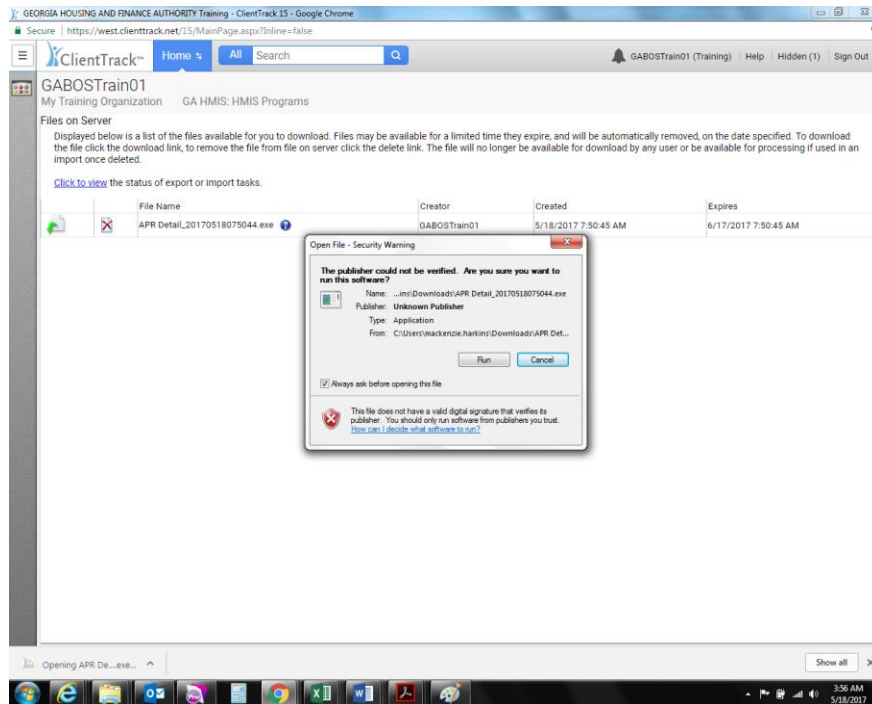 GEORGIA HOUSING AND FINANCE AUTHORITY Training - ClientTrack 15 - Google Chrome
Secure | https://west.clienttrack.net/15/MainPage.aspx?Inline=false
ClientTrack™ Home All Search GABOSTrain01 (Training) Help Hidden (1) Sign Out
GABOSTrain01
My Training Organization GA HMIS: HMIS Programs
Files on Server
Displayed below is a list of the files available for you to download. Files may be available for a limited time they expire, and will be automatically removed, on the date specified. To download
the file click the download link, to remove the file from file on server click the delete link. The file will no longer be available for download by any user or be available for processing if used in an
import once deleted.
Click to view the status of export or import tasks.
File Name Creator Created Expires
APR Detail_20170518075044.exe GABOSTrain01 5/18/2017 7:50:45 AM 6/17/2017 7:50:45 AM
Open File - Security Warning
The publisher could not be verified. Are you sure you want to
run this software?
Name: ...ins\Downloads\APR Detail_20170518075044.exe
Publisher: Unknown Publisher
Type: Application
From: C:\Users\mackenzie.harkins\Downloads\APR Det...
Run Cancel
Always ask before opening this file
This file does not have a valid digital signature that verifies its
publisher. You should only run software from publishers you trust.
How can I decide what software to run?
Opening APR De....exe... Show all
3:56 AM
5/18/2017